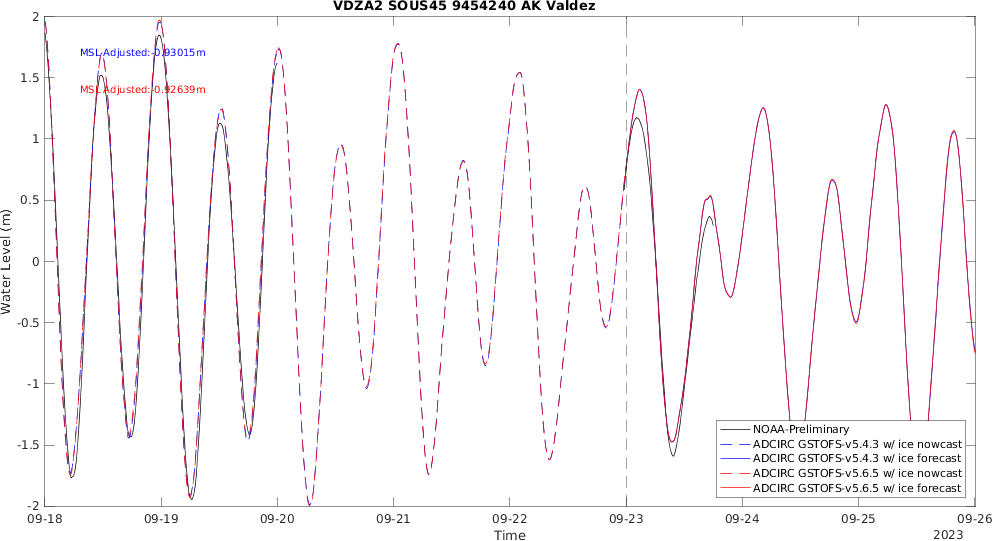 VDZA2 SOUS45 9454240 AK Valdez
MSL Adjusted:-0.93015m
MSL Adjusted:-0.92639m
Water Level (m)
2
1.5
1
0.5
0
-0.5
-1
-1.5
-2
NOAA-Preliminary
ADCIRC GSTOFS-v5.4.3 w/ ice nowcast
ADCIRC GSTOFS-v5.4.3 w/ ice forecast
ADCIRC GSTOFS-v5.6.5 w/ ice nowcast
ADCIRC GSTOFS-v5.6.5 w/ ice forecast
09-18 09-19 09-20 09-21 09-22 09-23 09-24 09-25 09-26
Time
2023